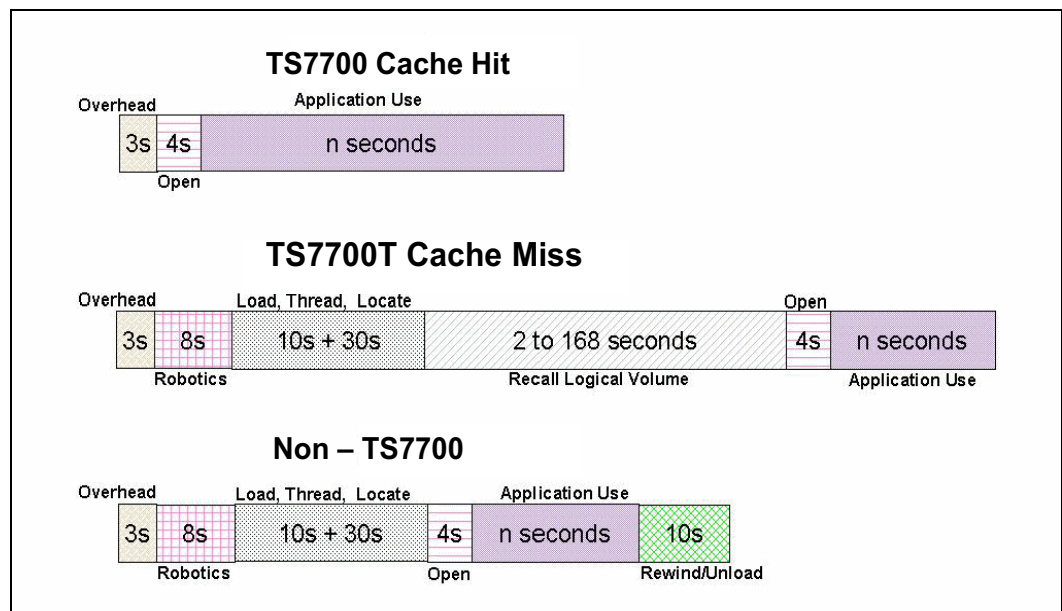 TS7700 Cache Hit
Overhead
Application Use
3s
4s
n seconds
Open
TS7700T Cache Miss
Overhead
Load, Thread, Locate
Open
3s
8s
10s + 30s
2 to 168 seconds
4s
n seconds
Robotics
Recall Logical Volume
Application Use
Non – TS7700
Overhead
Load, Thread, Locate
Application Use
3s
8s
10s + 30s
4s
n seconds
10s
Robotics
Open
Rewind/Unload